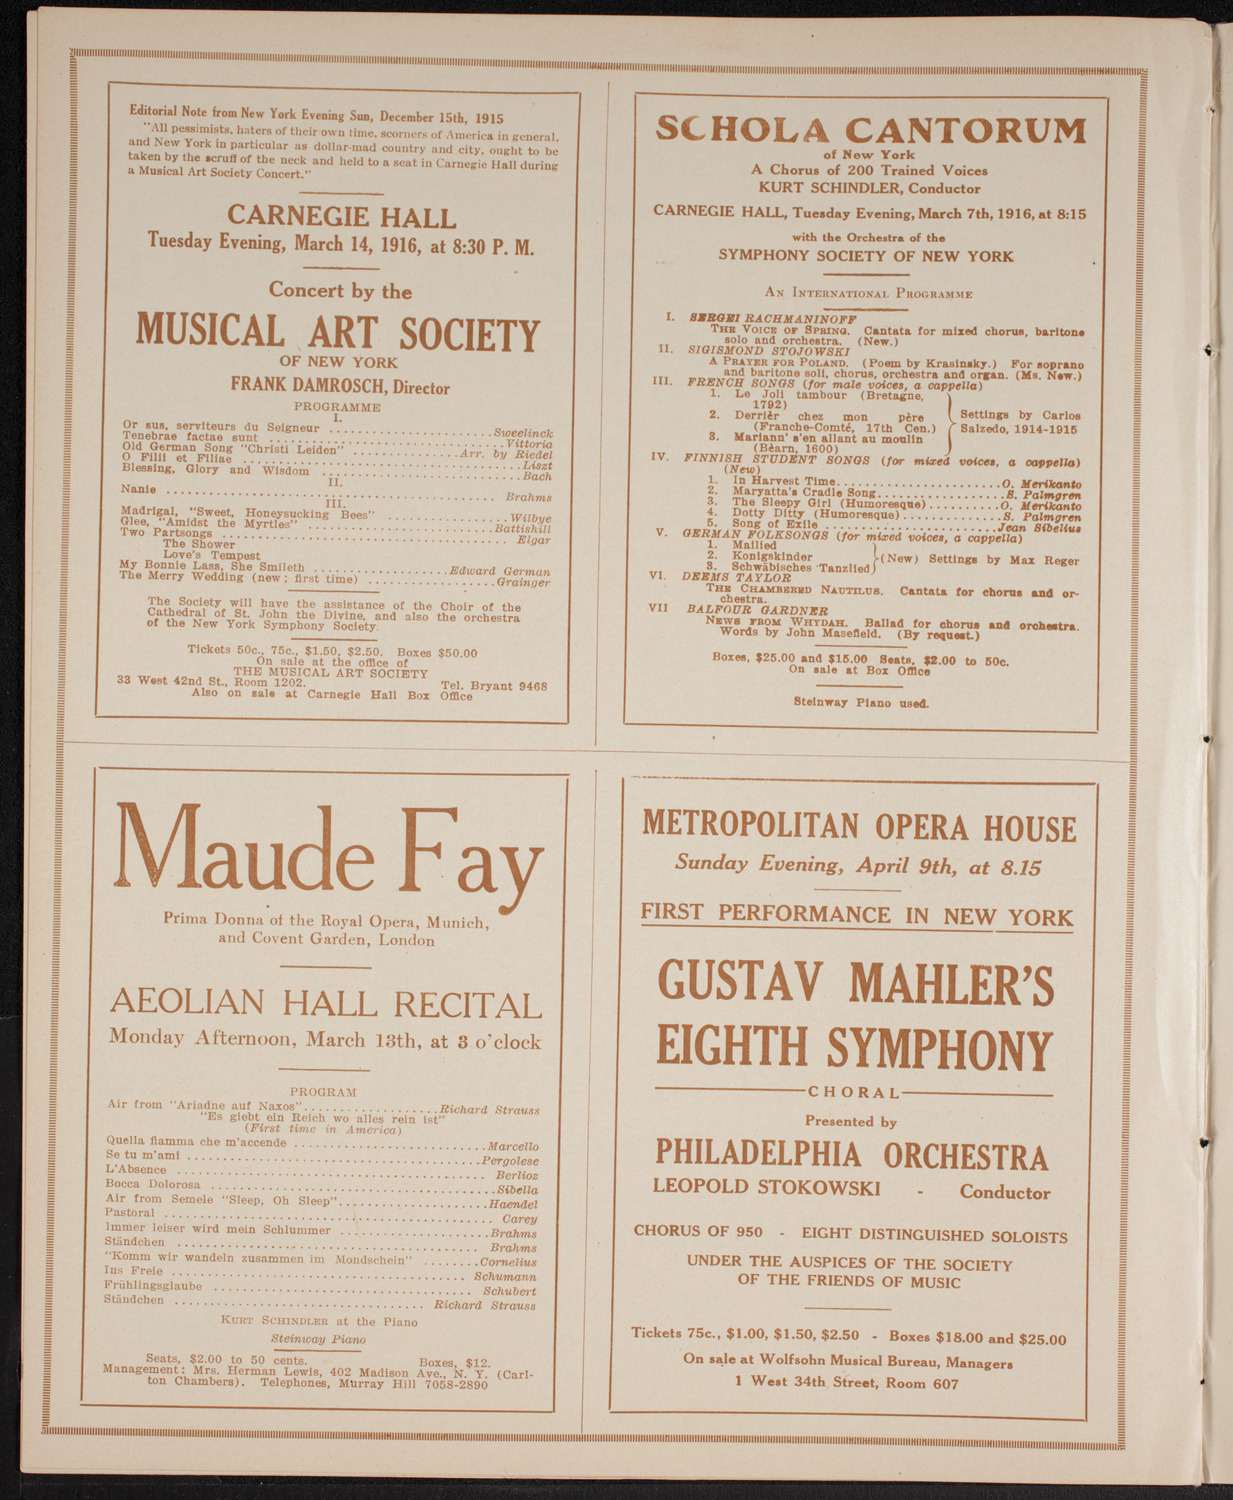 Editorial Note from New York Evening Sun, December 15th, 1915
"All pessimists, haters of their own time, scorners of America in general,
and New York in particular as dollar-mad country and city, ought to be
taken by the scruff of the neck and held to a seat in Carnegie Hall during
a Musical Art Society Concert."
CARNEGIE HALL
Tuesday Evening, March 14, 1916, at 8:30 P. M.
Concert by the
MUSICAL ART SOCIETY
OF NEW YORK
FRANK DAMROSCH, Director
PROGRAMME
I.
Or sus, serviteurs du Seigneur ........................Sweelinck
Tenebrae factae sunt ..................................Vittoria
Old German Song "Christi Leiden" ................Arr. by Riedel
O Filii et Filiae .........................................Liszt
Blessing, Glory and Wisdom ..............................Bach
II.
Nanie ................................................ Brahms
III.
Madrigal, "Sweet, Honeysucking Bees" ..................Wilbye
Glee, "Amidst the Myrtles" ...........................Battishill
Two Partsongs .......................................... Elgar
The Shower
Love's Tempest
My Bonnie Lass, She Smileth ....................Edward German
The Merry Wedding (new; first time) ...................Grainger
The Society will have the assistance of the Choir of the
Cathedral of St. John the Divine, and also the orchestra
of the New York Symphony Society.
Tickets 50c., 75c., $1.50, $2.50. Boxes $50.00
On sale at the office of
THE MUSICAL ART SOCIETY
33 West 42nd St., Room 1202. Tel. Bryant 9468
Also on sale at Carnegie Hall Box Office
SCHOLA CANTORUM
of New York
A Chorus of 200 Trained Voices
KURT SCHINDLER, Conductor
CARNEGIE HALL, Tuesday Evening, March 7th, 1916, at 8:15
with the Orchestra of the
SYMPHONY SOCIETY OF NEW YORK
AN INTERNATIONAL PROGRAMME
I. SERGEI RACHMANINOFF
THE VOICE OF SPRING. Cantata for mixed chorus, baritone
solo and orchestra. (New.)
II. SIGISMOND STOJOWSKI
A PRAYER FOR POLAND. (Poem by Krasinsky.) For soprano
and baritone soli, chorus, orchestra and organ. (Ms. New.)
III. FRENCH SONGS (for male voices, a cappella)
1. Le Joli tambour (Bretagne,
1792)
2. Derrièr chez mon père
(Franche-Comté, 17th Cen.)
3. Mariann' s'en allant au moulin
(Béarn, 1600)
Settings by Carlos
Salzedo, 1914-1915
IV. FINNISH STUDENT SONGS (for mixed voices, a cappella)
(New)
1. In Harvest Time.......................O. Merikanto
2. Maryatta's Cradle Song..................S. Palmgren
3. The Sleepy Girl (Humoresque)..........O. Merikanto
4. Dotty Ditty (Humoresque)..............S. Palmgren
5. Song of Exile ........................Jean Sibelius
V. GERMAN FOLKSONGS (for mixed voices, a cappella)
1. Mailied
2. Konigskinder
3. Schwäbisches Tanzlied
(New) Settings by Max Reger
VI. DEEMS TAYLOR
THE CHAMBERED NAUTILUS. Cantata for chorus and or-
chestra.
VII BALFOUR GARDNER
NEWS FROM WHYDAH. Ballad for chorus and orchestra.
Words by John Masefield. (By request.)
Boxes, $25.00 and $15.00 Seats, $2.00 to 50c.
On sale at Box Office
Steinway Piano used.
Maude Fay
Prima Donna of the Royal Opera, Munich,
and Covent Garden, London
AEOLIAN HALL RECITAL
Monday Afternoon, March 13th, at 3 o'clock
PROGRAM
Air from "Ariadne auf Naxos"...................Richard Strauss
"Es giebt ein Reich wo alles rein ist"
(First time in America)
Quella fiamma che m'accende ............................Marcello
Se tu m'ami ...........................................Pergolese
L'Absence ............................................. Berlioz
Bocca Dolorosa .........................................Sibella
Air from Semele "Sleep, Oh Sleep"......................Haendel
Pastoral ................................................ Carey
Immer leiser wird mein Schlummer ......................Brahms
Ständchen ............................................ Brahms
"Komm wir wandeln zusammen im Mondschein" ........Cornelius
Ins Freie ........................................... Schumann
Frühlingsglaube ...................................... Schubert
Ständchen ................................. Richard Strauss
KURT SCHINDLER at the Piano
Steinway Piano
Seats, $2.00 to 50 cents. Boxes, $12.
Management: Mrs. Herman Lewis, 402 Madison Ave., N. Y. (Carl-
ton Chambers). Telephones, Murray Hill 7058-2890
METROPOLITAN OPERA HOUSE
Sunday Evening, April 9th, at 8.15
FIRST PERFORMANCE IN NEW YORK
GUSTAV MAHLER'S
EIGHTH SYMPHONY
CHORAL
Presented by
PHILADELPHIA ORCHESTRA
LEOPOLD STOKOWSKI - Conductor
CHORUS OF 950 - EIGHT DISTINGUISHED SOLOISTS
UNDER THE AUSPICES OF THE SOCIETY
OF THE FRIENDS OF MUSIC
Tickets 75c., $1.00, $1.50, $2.50 - Boxes $18.00 and $25.00
On sale at Wolfsohn Musical Bureau, Managers
1 West 34th Street, Room 607